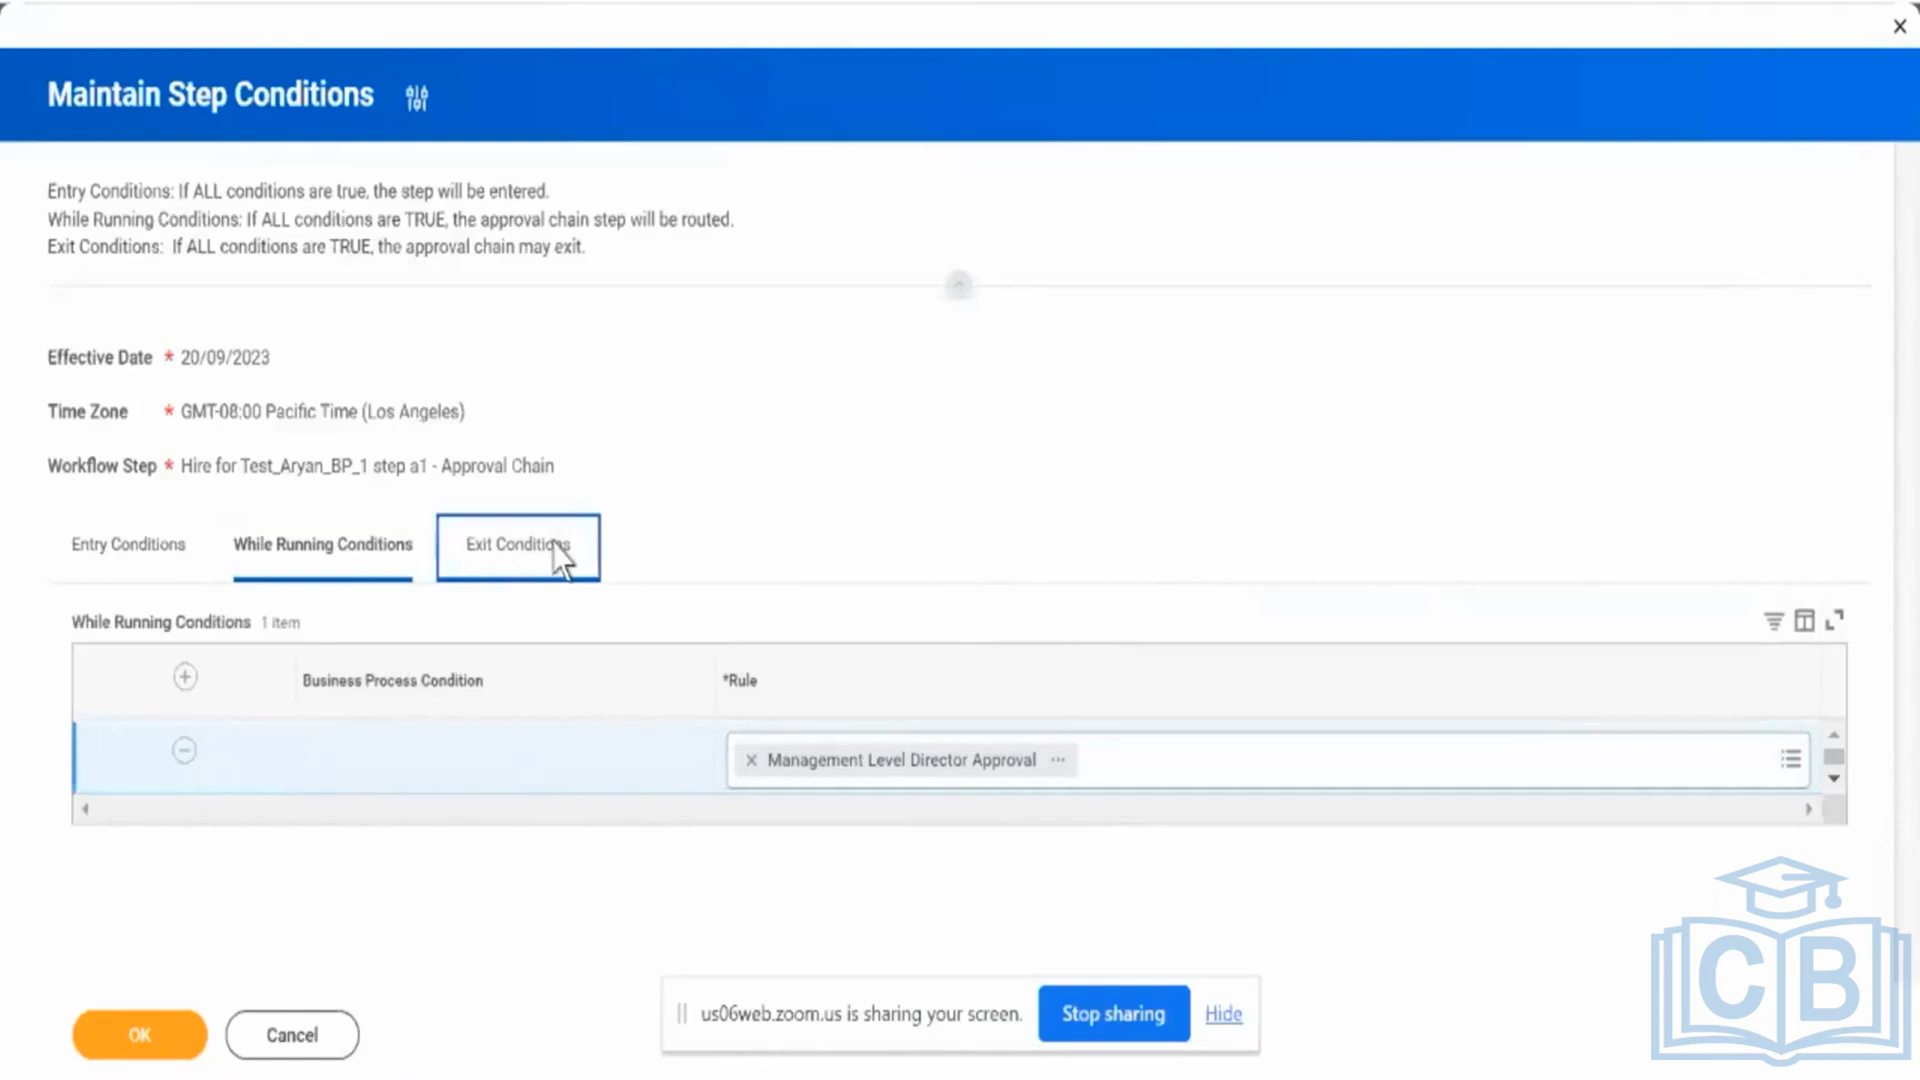 Maintain Step Conditions
Entry Conditions: If ALL conditions are true, the step will be entered.
While Running Conditions: If ALL conditions are TRUE, the approval chain step will be routed.
Exit Conditions: If ALL conditions are TRUE, the approval chain may exit.
Effective Date * 20/09/2023
Time Zone * GMT-08:00 Pacific Time (Los Angeles)
Workflow Step * Hire for Test_Aryan_BP_1 step a1 - Approval Chain
Entry Conditions While Running Conditions Exit Conditions
While Running Conditions 1 item
Business Process Condition *Rule
Management Level Director Approval
us06web.zoom.us is sharing your screen. Stop sharing Hide
OK Cancel
CB